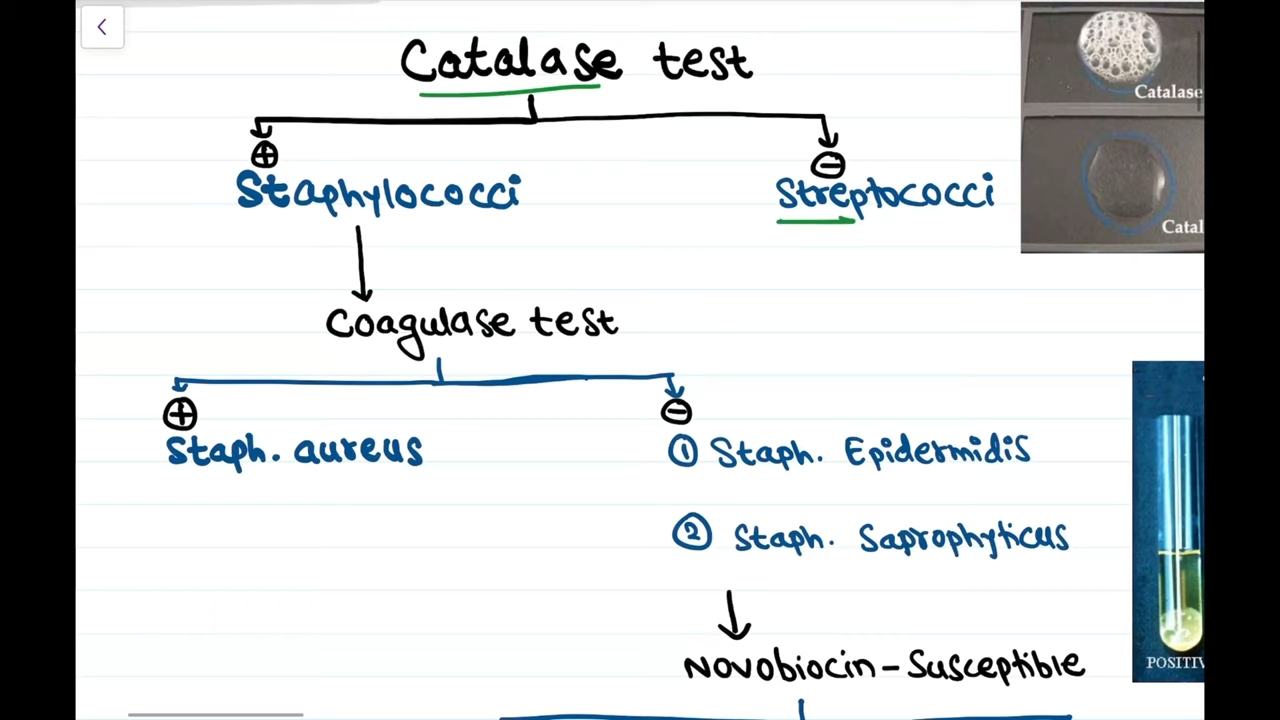 Catalase test
⊕ ⊖
Staphylococci Streptococci
Catalase
Catal
Coagulase test
⊕ ⊖
Staph. aureus
① Staph. Epidermidis
② Staph. Saprophyticus
Novobiocin - Susceptible
POSITIV